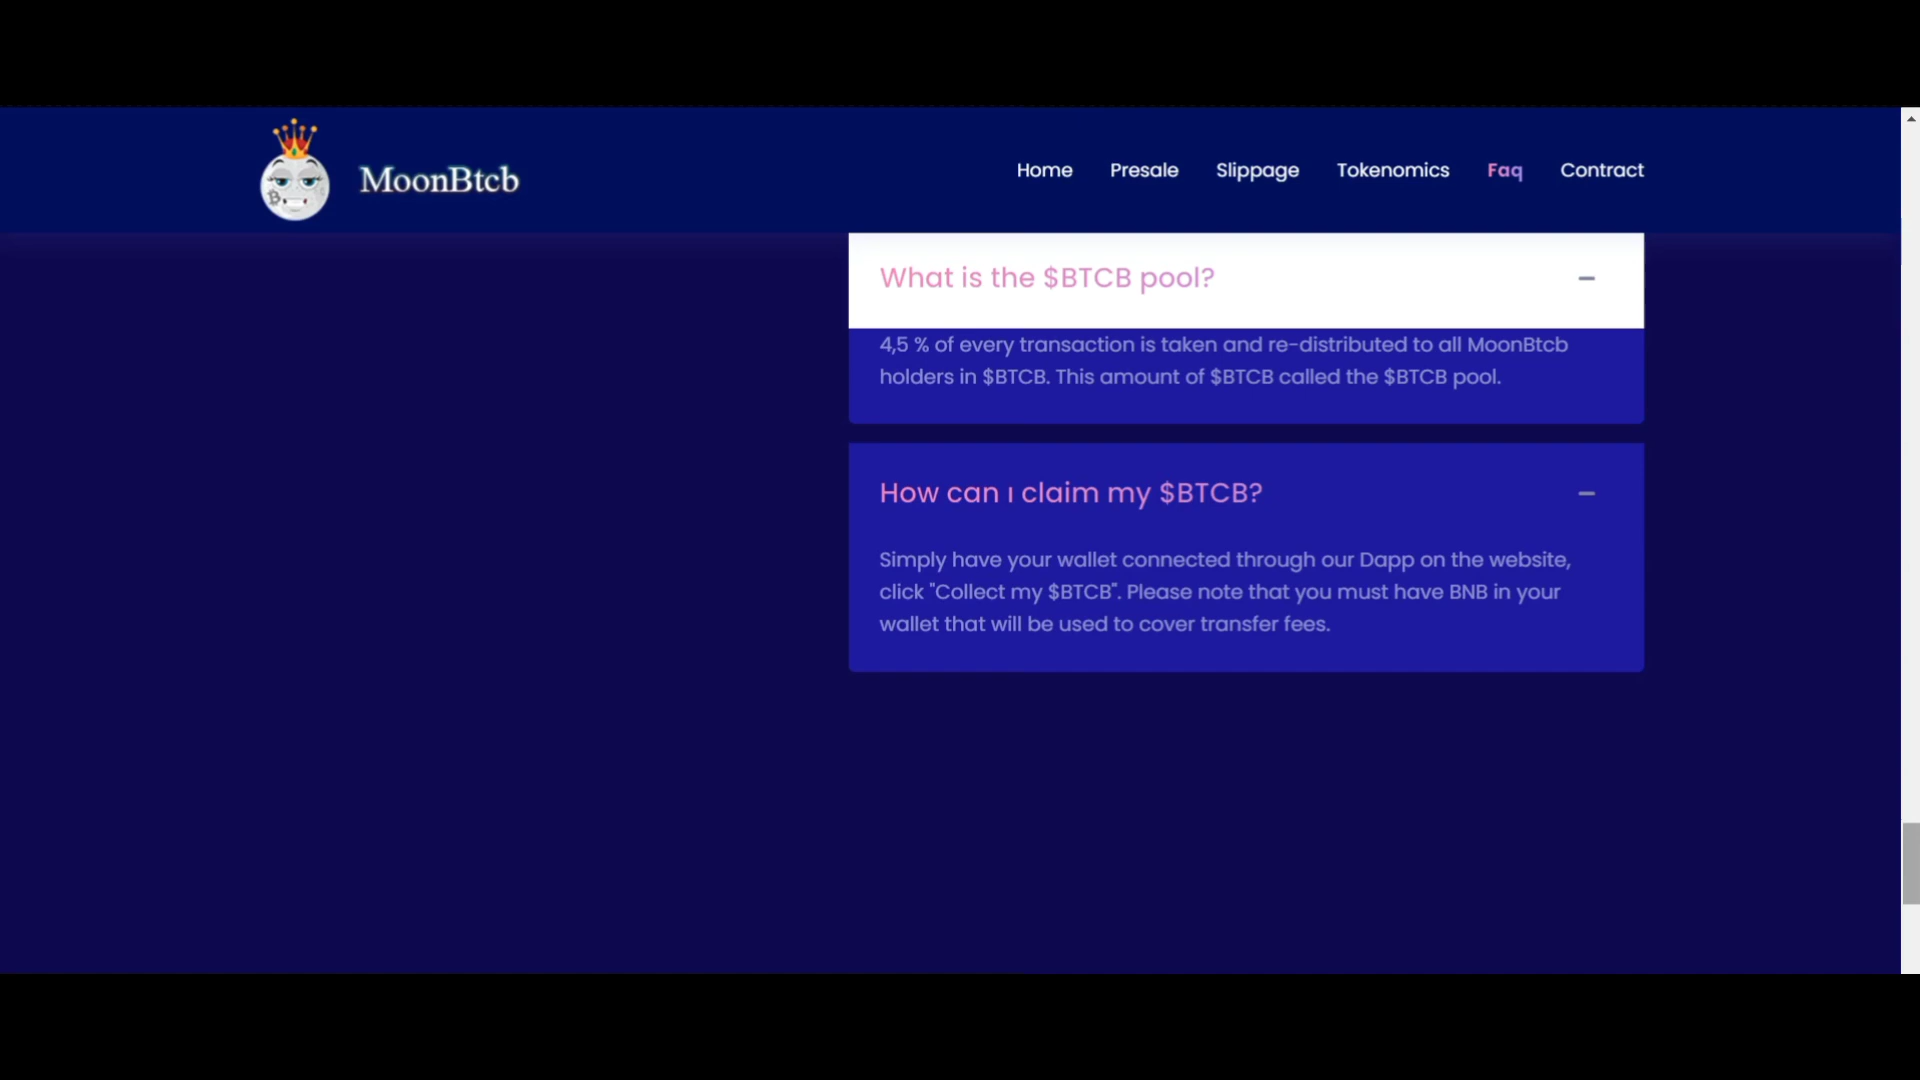 MoonBtcb
Home Presale Slippage Tokenomics Faq Contract
What is the $BTCB pool?
4,5 % of every transaction is taken and re-distributed to all MoonBtcb
holders in $BTCB. This amount of $BTCB called the $BTCB pool.
How can ı claim my $BTCB?
Simply have your wallet connected through our Dapp on the website,
click "Collect my $BTCB". Please note that you must have BNB in your
wallet that will be used to cover transfer fees.